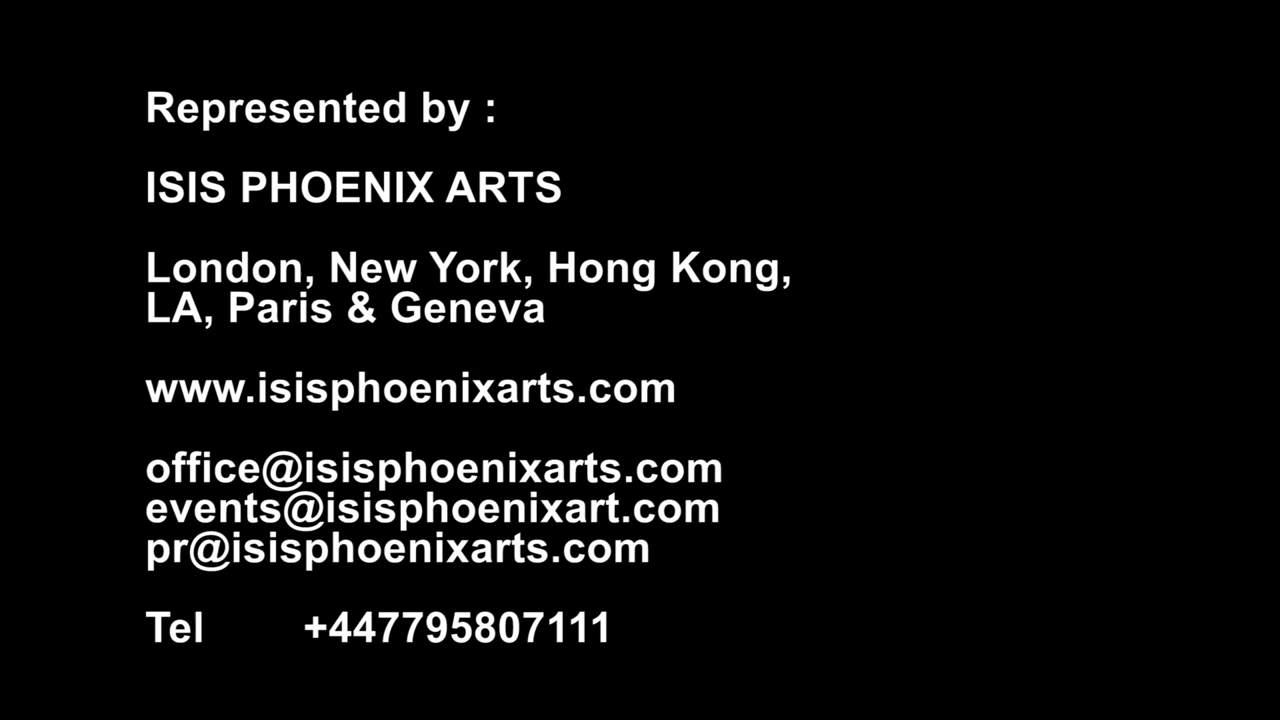 Represented by :
ISIS PHOENIX ARTS
London, New York, Hong Kong,
LA, Paris & Geneva
www.isisphoenixarts.com
office@isisphoenixarts.com
events@isisphoenixart.com
pr@isisphoenixarts.com
Tel +447795807111